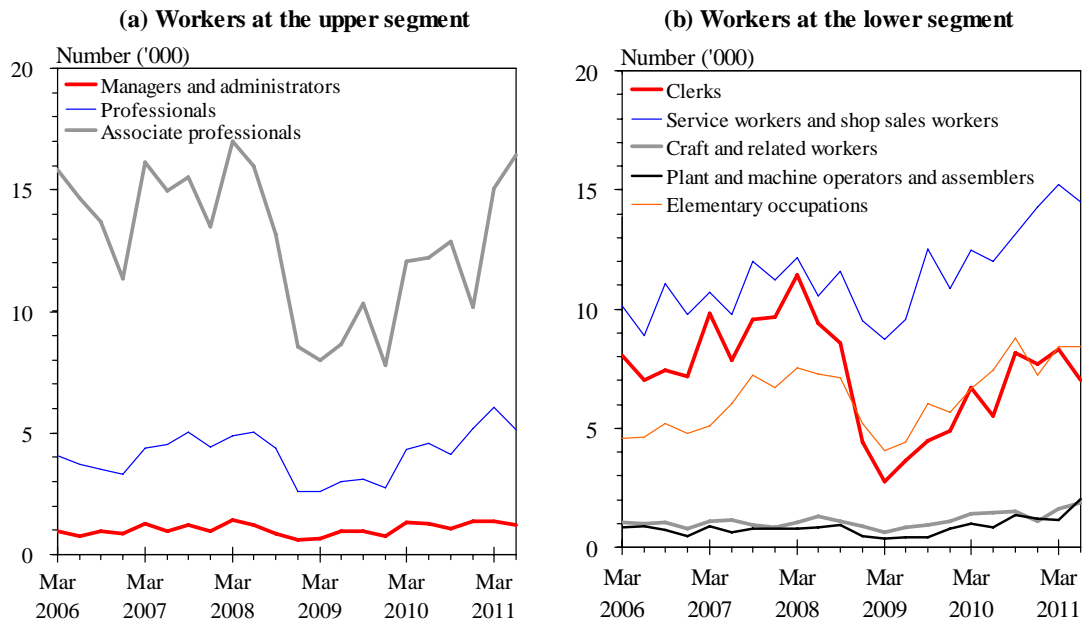 (a) Workers at the upper segment
Number ('000)
20
15
10
5
0
Managers and administrators
Professionals
Associate professionals
Mar Mar Mar Mar Mar Mar
2006 2007 2008 2009 2010 2011
(b) Workers at the lower segment
Number ('000)
20
15
10
5
0
Clerks
Service workers and shop sales workers
Craft and related workers
Plant and machine operators and assemblers
Elementary occupations
Mar Mar Mar Mar Mar Mar
2006 2007 2008 2009 2010 2011